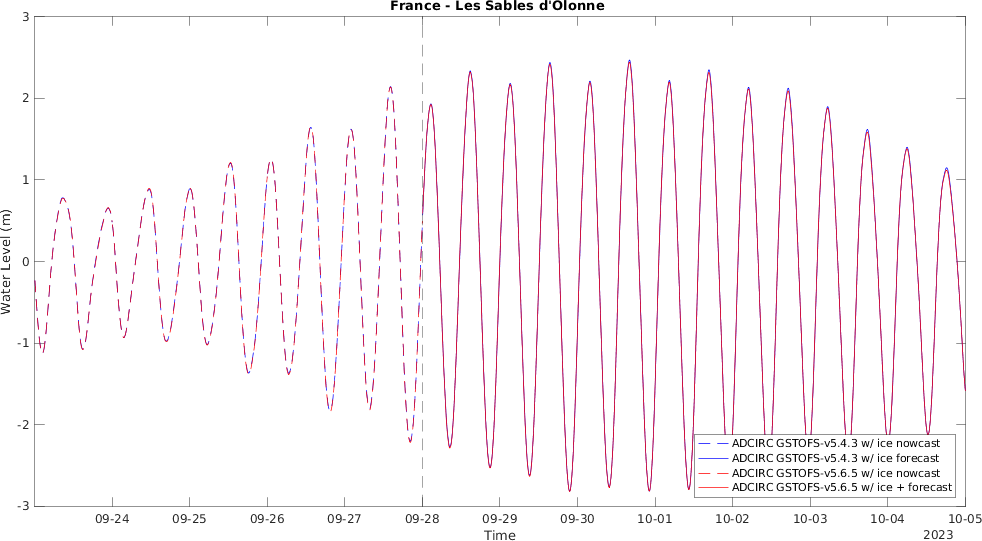 France - Les Sables d'Olonne
3
2
1
0
-1
-2
-3
Water Level (m)
ADCIRC GSTOFS-v5.4.3 w/ ice nowcast
ADCIRC GSTOFS-v5.4.3 w/ ice forecast
ADCIRC GSTOFS-v5.6.5 w/ ice nowcast
ADCIRC GSTOFS-v5.6.5 w/ ice + forecast
09-24 09-25 09-26 09-27 09-28 09-29 09-30 10-01 10-02 10-03 10-04 10-05
Time
2023